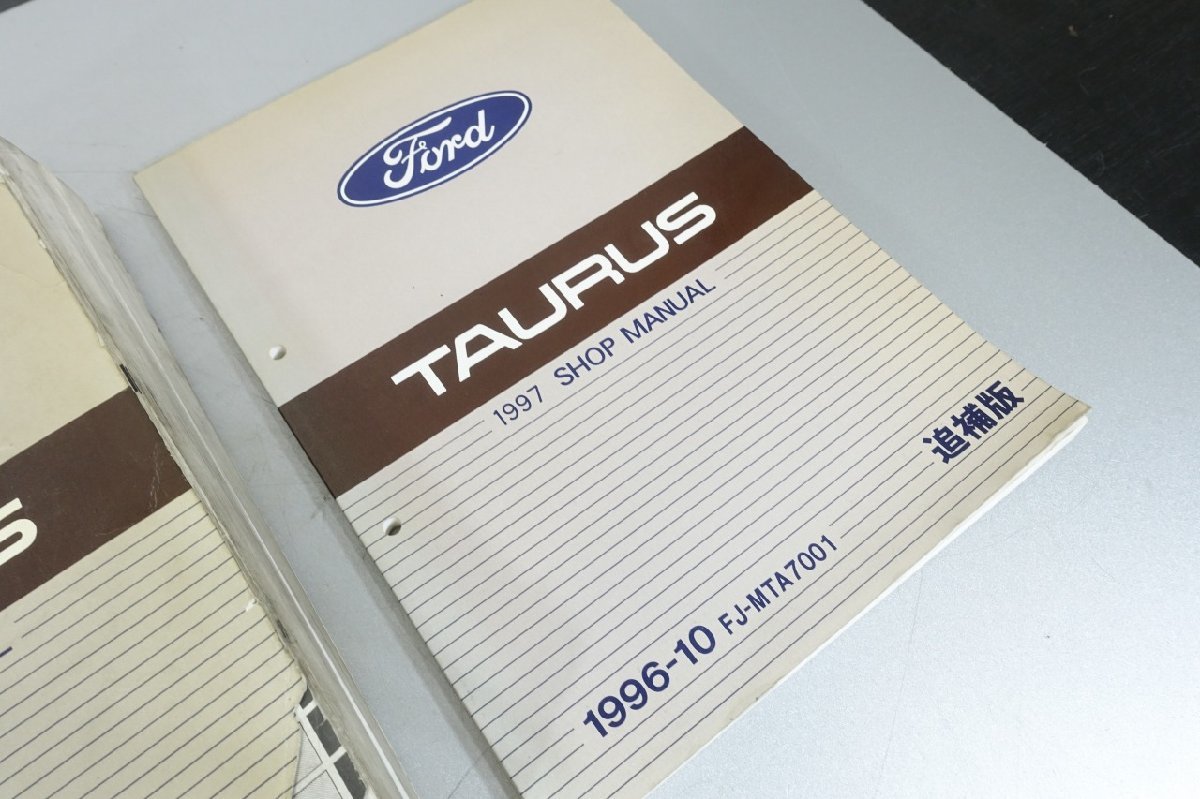 Ford
TAURUS
1997 SHOP MANUAL
追補版
1996-10 FJ-MTA7001
S
L